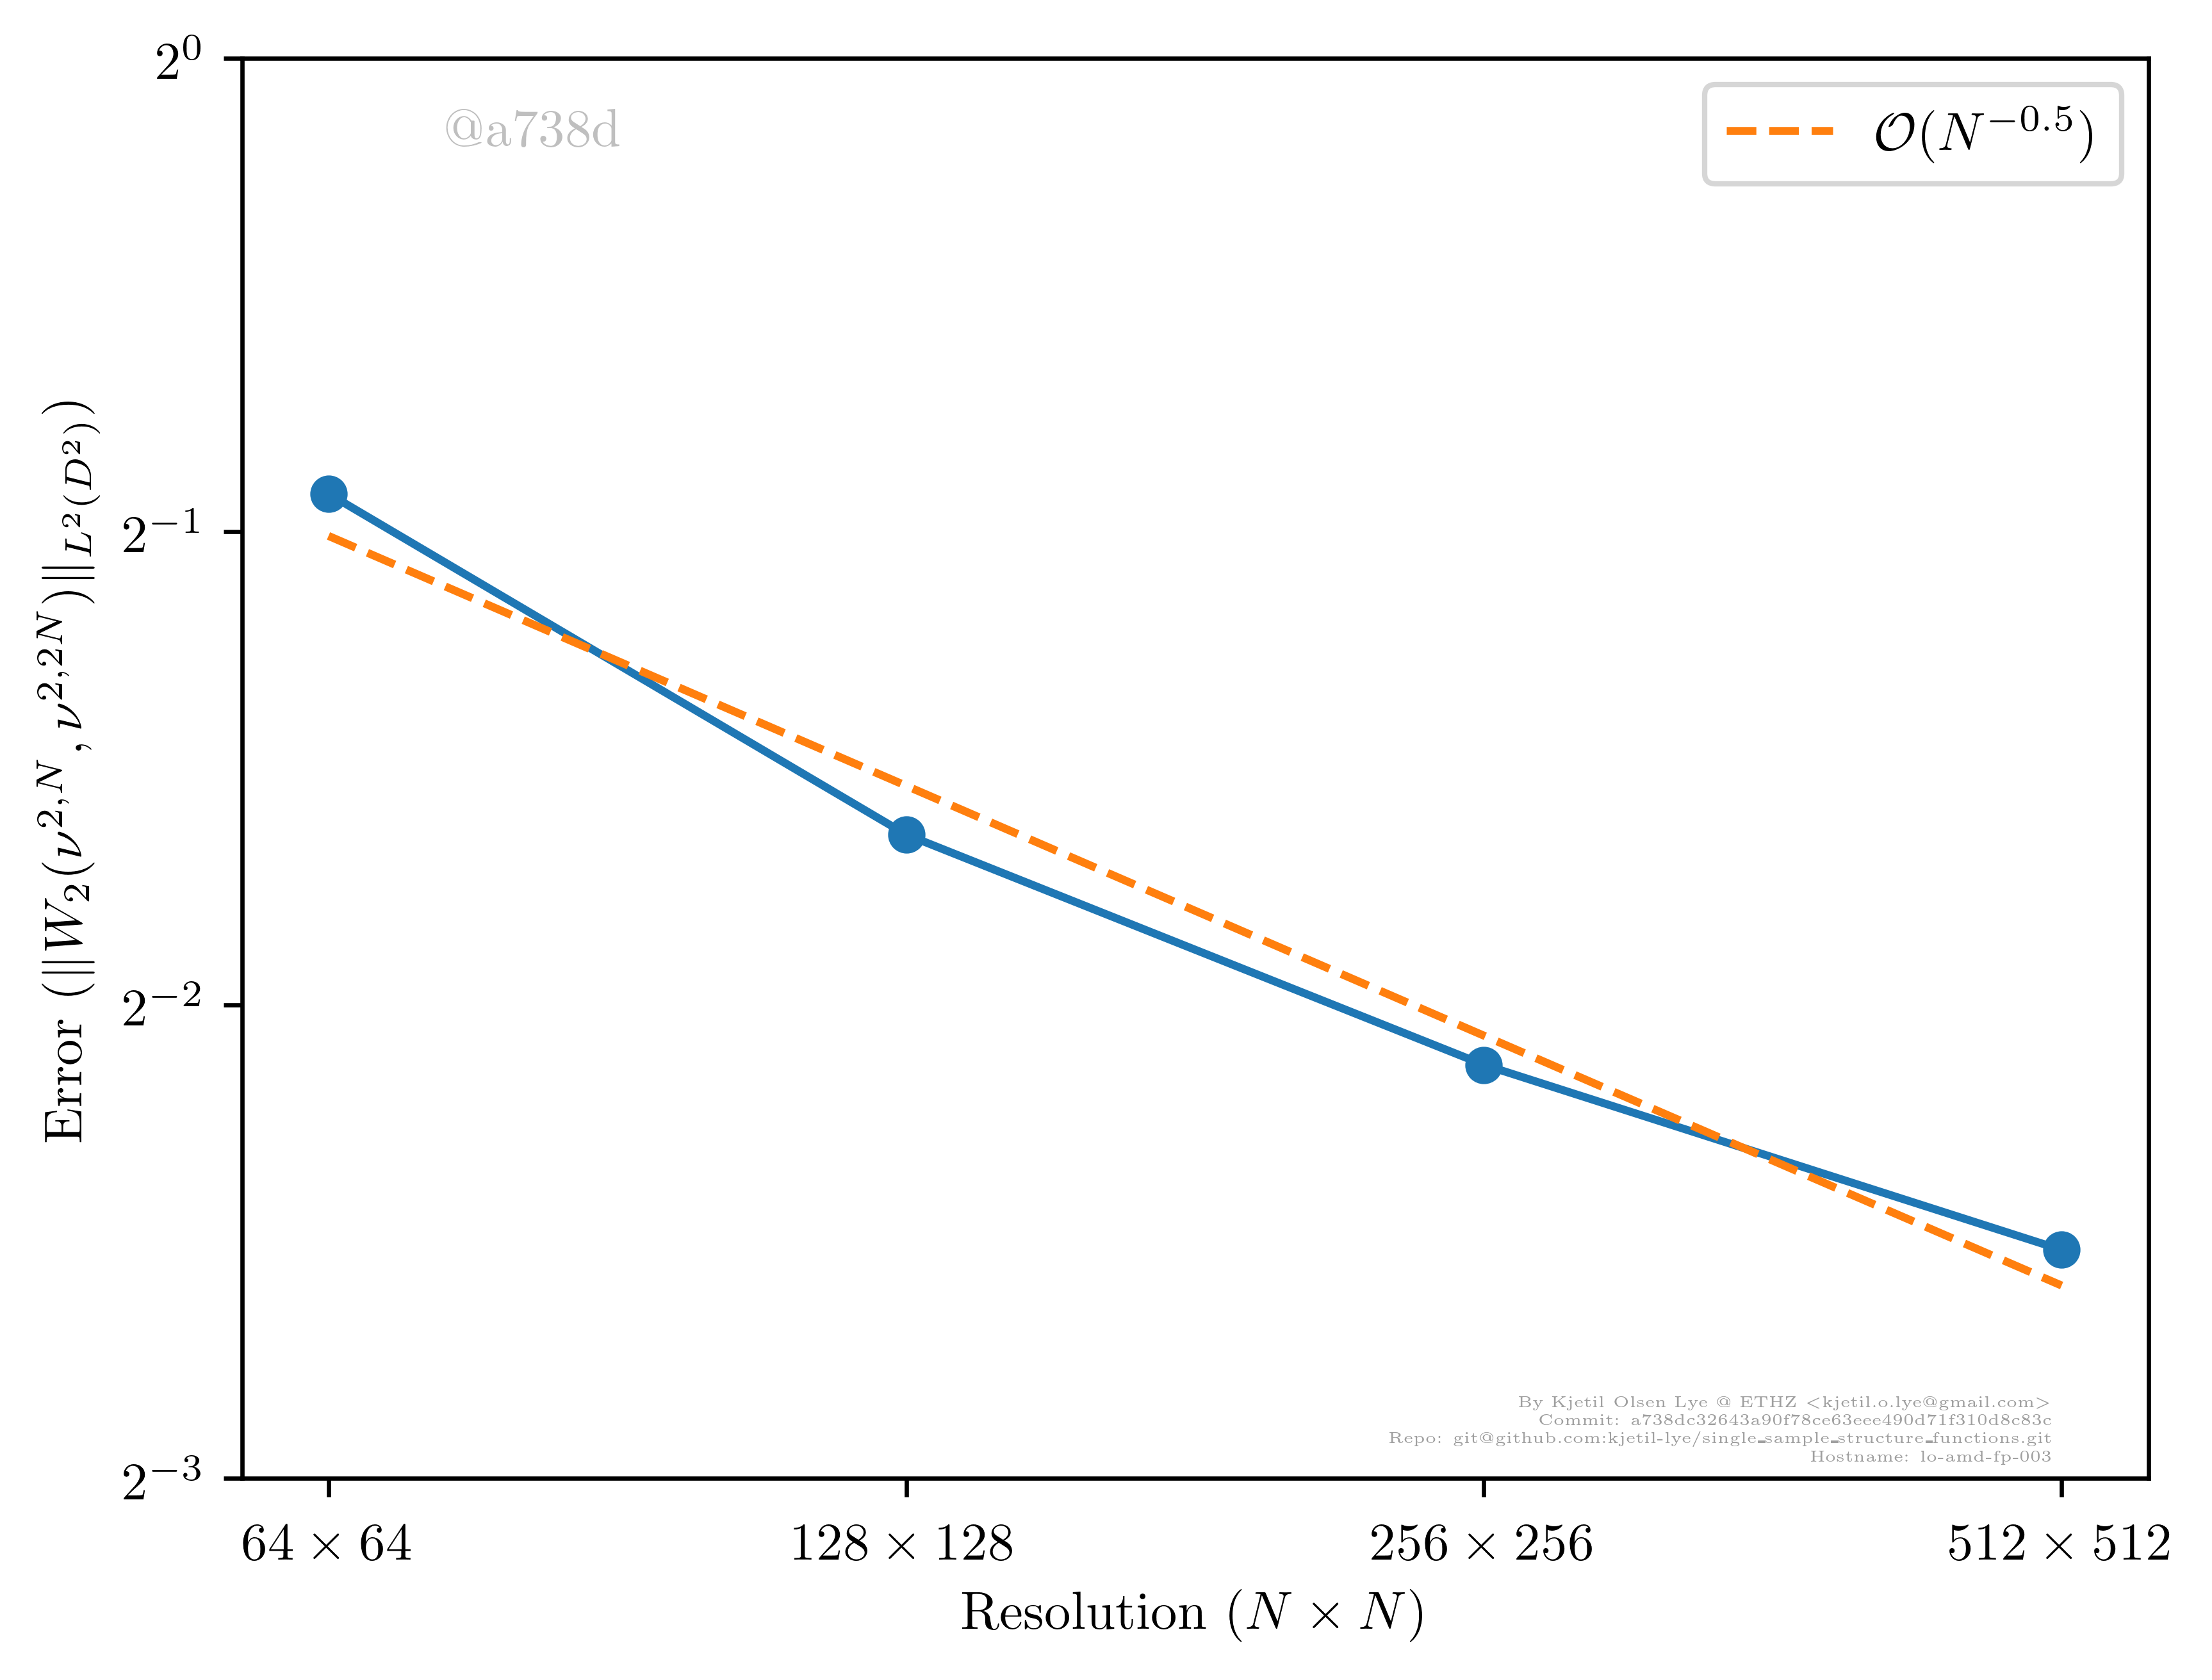 2^0
@a738d
O(N^{-0.5})
2^{-1}
2^{-2}
2^{-3}
Error (||W_2(ν^{2,N}, ν^{2,2N})||_{L^2(D^2)})
By Kjetil Olsen Lye @ ETHZ <kjetil.o.lye@gmail.com>
Commit: a738dc32643a90f78ce63eee490d71f310d8c83c
Repo: git@github.com:kjetil-lye/single_sample_structure_functions.git
Hostname: lo-amd-fp-003
64 × 64
128 × 128
256 × 256
512 × 512
Resolution (N × N)